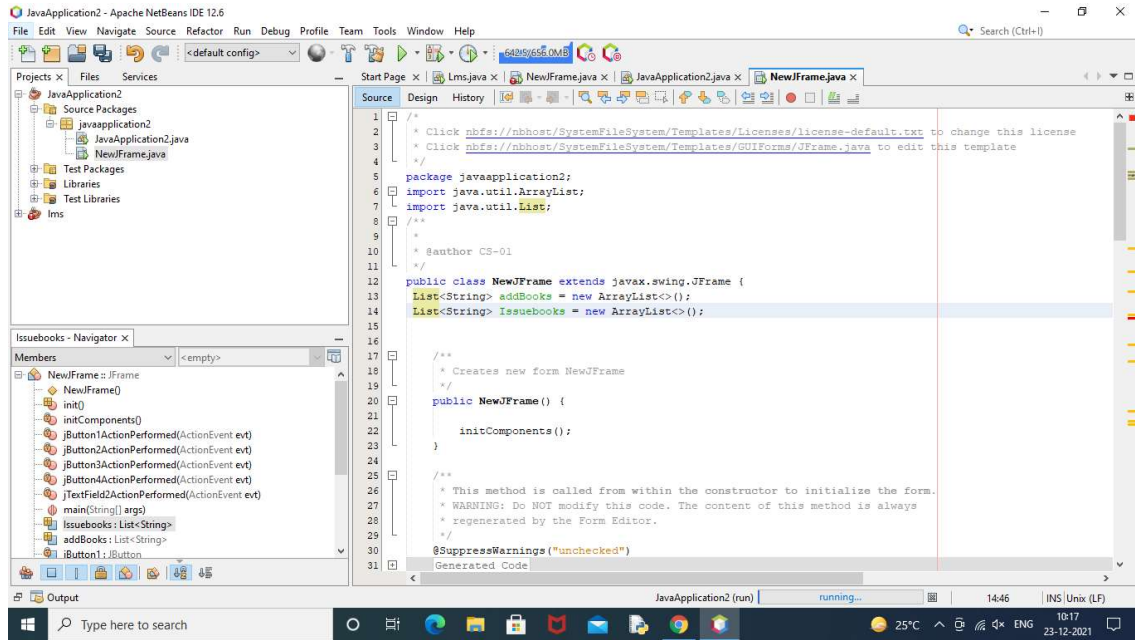 JavaApplication2 - Apache NetBeans IDE 12.6
File Edit View Navigate Source Refactor Run Debug Profile Team Tools Window Help
Search (Ctrl+I)
<default config>
642.5/656.0MB
Projects Files Services
JavaApplication2
Source Packages
javaapplication2
JavaApplication2.java
NewJFrame.java
Test Packages
Libraries
Test Libraries
lms
Issuebooks - Navigator
Members <empty>
NewJFrame :: JFrame
NewJFrame()
init()
initComponents()
jButton1ActionPerformed(ActionEvent evt)
jButton2ActionPerformed(ActionEvent evt)
jButton3ActionPerformed(ActionEvent evt)
jButton4ActionPerformed(ActionEvent evt)
jTextField2ActionPerformed(ActionEvent evt)
main(String[] args)
Issuebooks : List<String>
addBooks : List<String>
jButton1 : JButton
Start Page Lms.java NewJFrame.java JavaApplication2.java NewJFrame.java
Source Design History
1 /*
2 * Click nbfs://nbhost/SystemFileSystem/Templates/Licenses/license-default.txt to change this license
3 * Click nbfs://nbhost/SystemFileSystem/Templates/GUIForms/JFrame.java to edit this template
4 */
5 package javaapplication2;
6 import java.util.ArrayList;
7 import java.util.List;
8 /**
9 *
10 * @author CS-01
11 */
12 public class NewJFrame extends javax.swing.JFrame {
13 List<String> addBooks = new ArrayList<>();
14 List<String> Issuebooks = new ArrayList<>();
15
16
17 /**
18 * Creates new form NewJFrame
19 */
20 public NewJFrame() {
21
22 initComponents();
23 }
24
25 /**
26 * This method is called from within the constructor to initialize the form.
27 * WARNING: Do NOT modify this code. The content of this method is always
28 * regenerated by the Form Editor.
29 */
30 @SuppressWarnings("unchecked")
31 Generated Code
Output
JavaApplication2 (run) running... 14:46 INS Unix (LF)
Type here to search
25°C ENG
10:17
23-12-2021